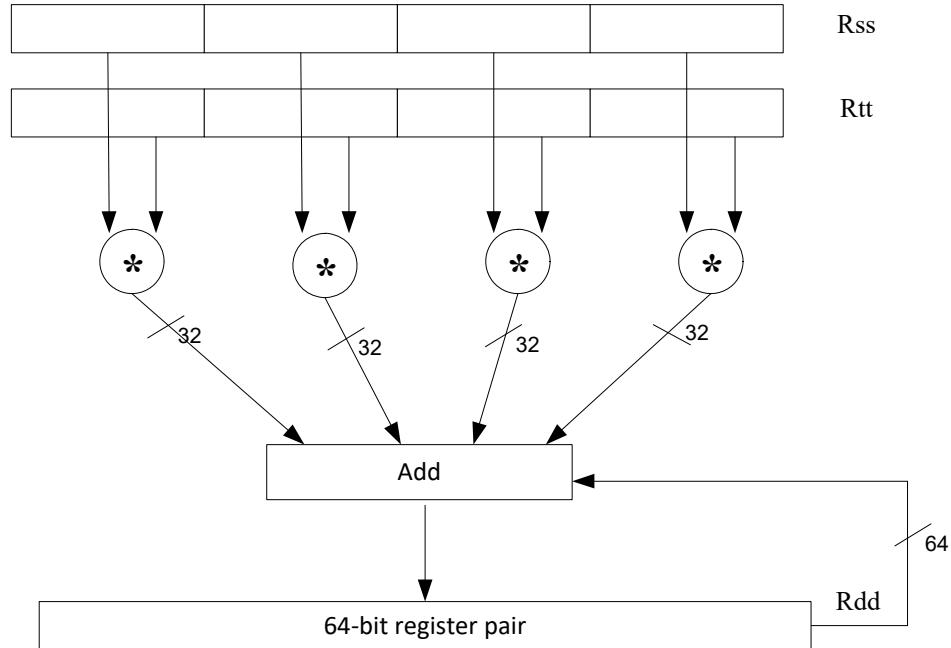 Rss
Rtt
* * * *
32 32 32 32
Add
64
Rdd
64-bit register pair